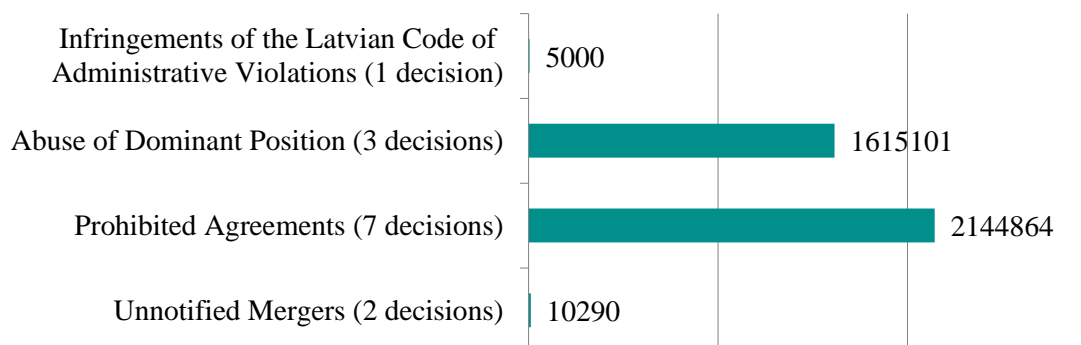 Infringements of the Latvian Code of
Administrative Violations (1 decision)
5000
Abuse of Dominant Position (3 decisions)
1615101
Prohibited Agreements (7 decisions)
2144864
Unnotified Mergers (2 decisions)
10290